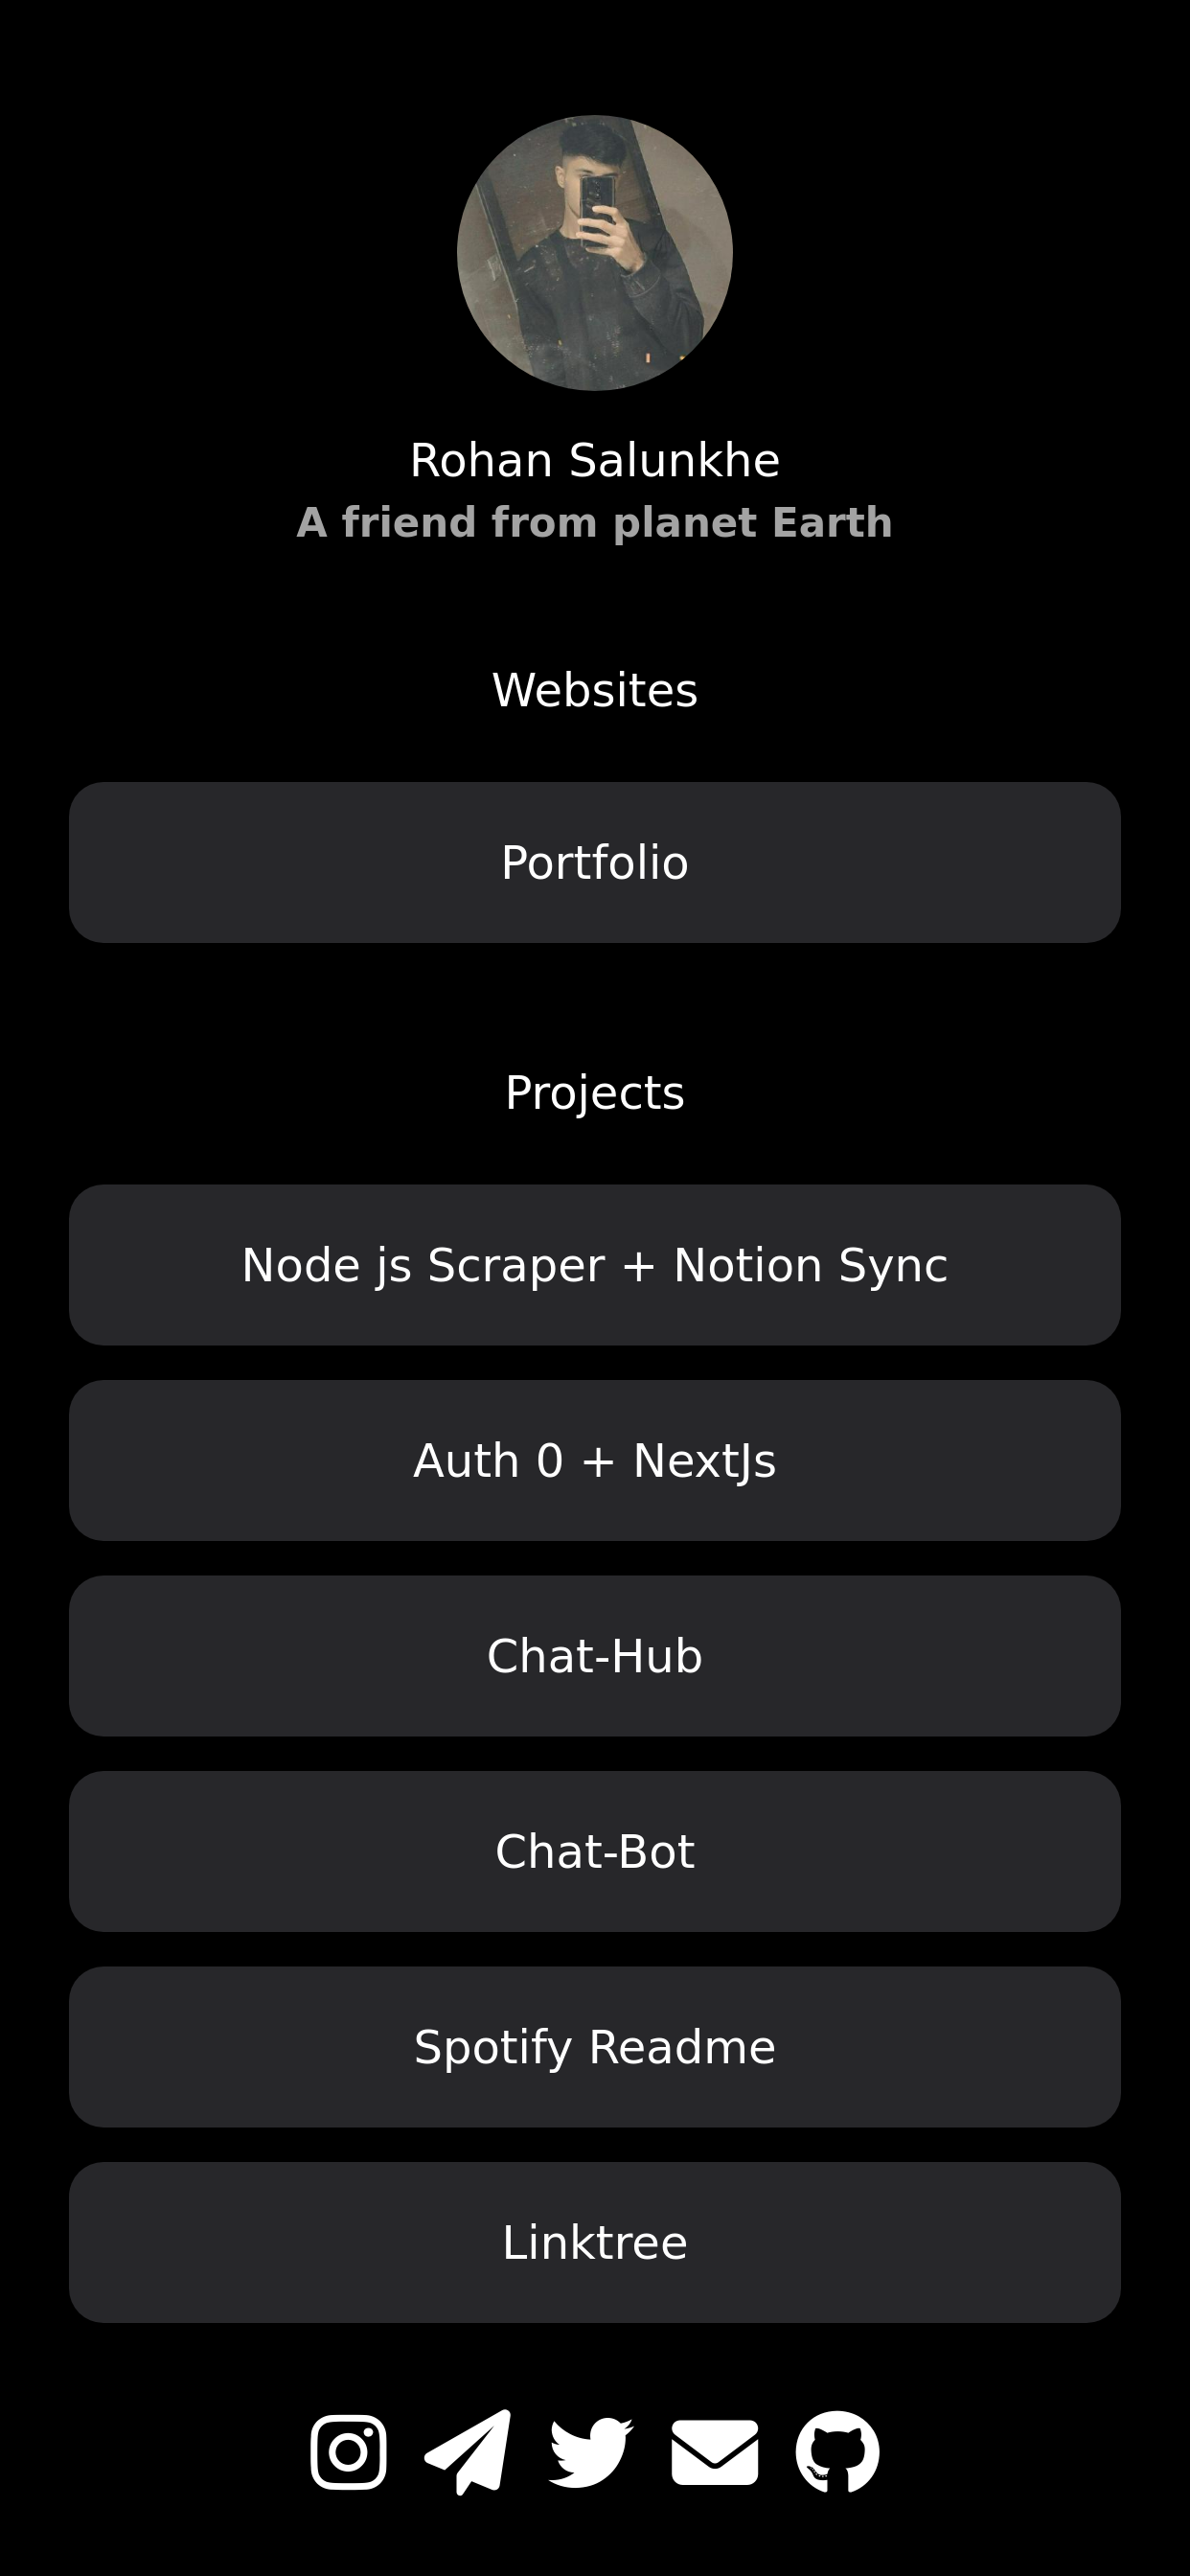 Rohan Salunkhe
A friend from planet Earth
Websites
Portfolio
Projects
Node js Scraper + Notion Sync
Auth 0 + NextJs
Chat-Hub
Chat-Bot
Spotify Readme
Linktree